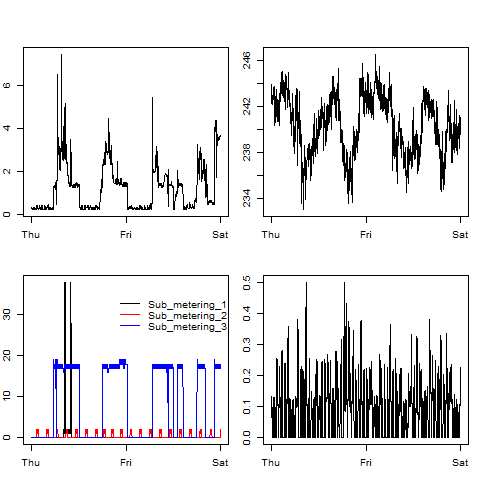 6
4
2
0
Thu Fri Sat
246
242
238
234
Thu Fri Sat
30
20
10
0
Sub_metering_1
Sub_metering_2
Sub_metering_3
Thu Fri Sat
0.5
0.4
0.3
0.2
0.1
0.0
Thu Fri Sat